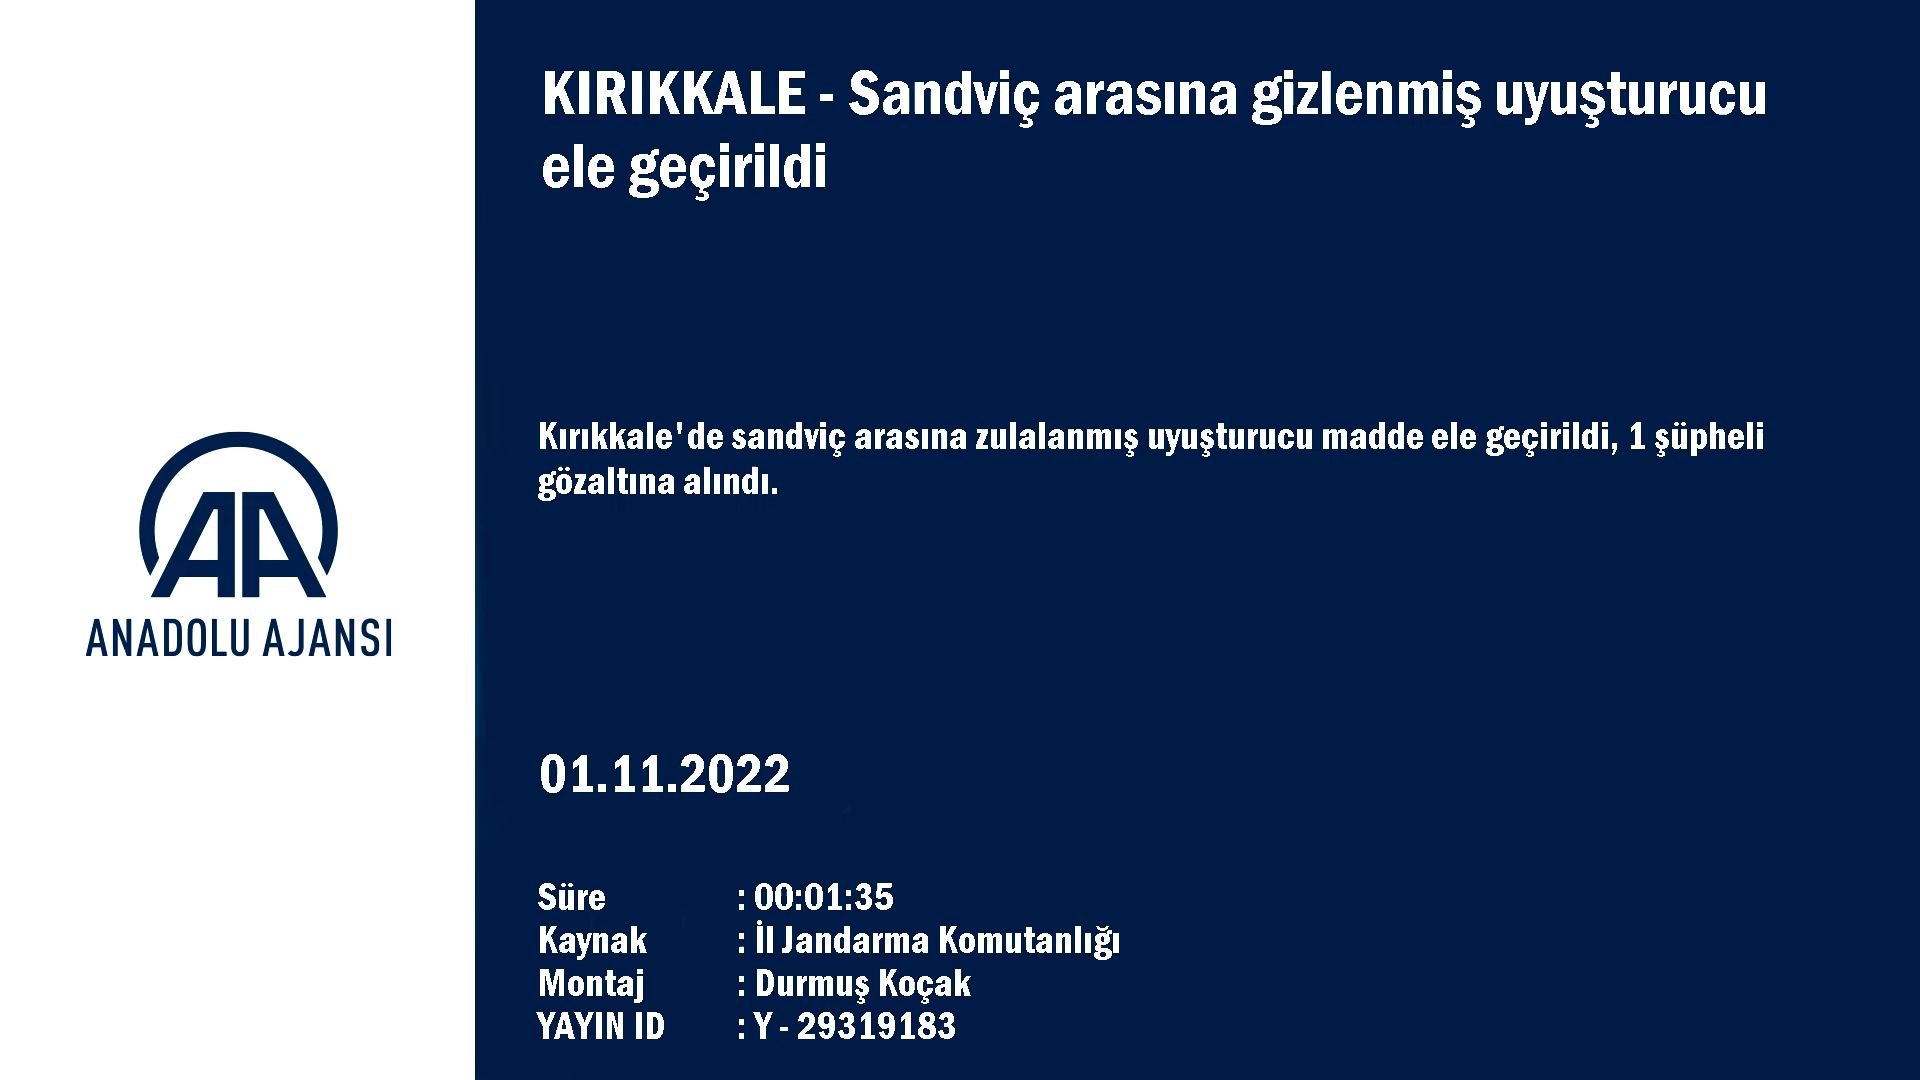 KIRIKKALE - Sandviç arasına gizlenmiş uyuşturucu
ele geçirildi
Kırıkkale'de sandviç arasına zulalanmış uyuşturucu madde ele geçirildi, 1 şüpheli
gözaltına alındı.
AA
ANADOLU AJANSI
01.11.2022
Süre : 00:01:35
Kaynak : İl Jandarma Komutanlığı
Montaj : Durmuş Koçak
YAYIN ID : Y - 29319183